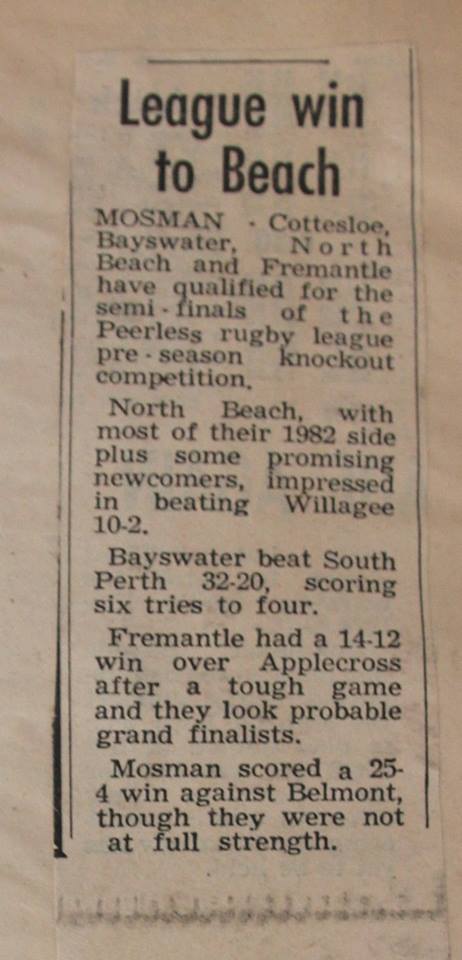 League win
to Beach
MOSMAN - Cottesloe,
Bayswater, North
Beach and Fremantle
have qualified for the
semi-finals of the
Peerless rugby league
pre-season knockout
competition.
North Beach, with
most of their 1982 side
plus some promising
newcomers, impressed
in beating Willagee
10-2.
Bayswater beat South
Perth 32-20, scoring
six tries to four.
Fremantle had a 14-12
win over Applecross
after a tough game
and they look probable
grand finalists.
Mosman scored a 25-
4 win against Belmont,
though they were not
at full strength.